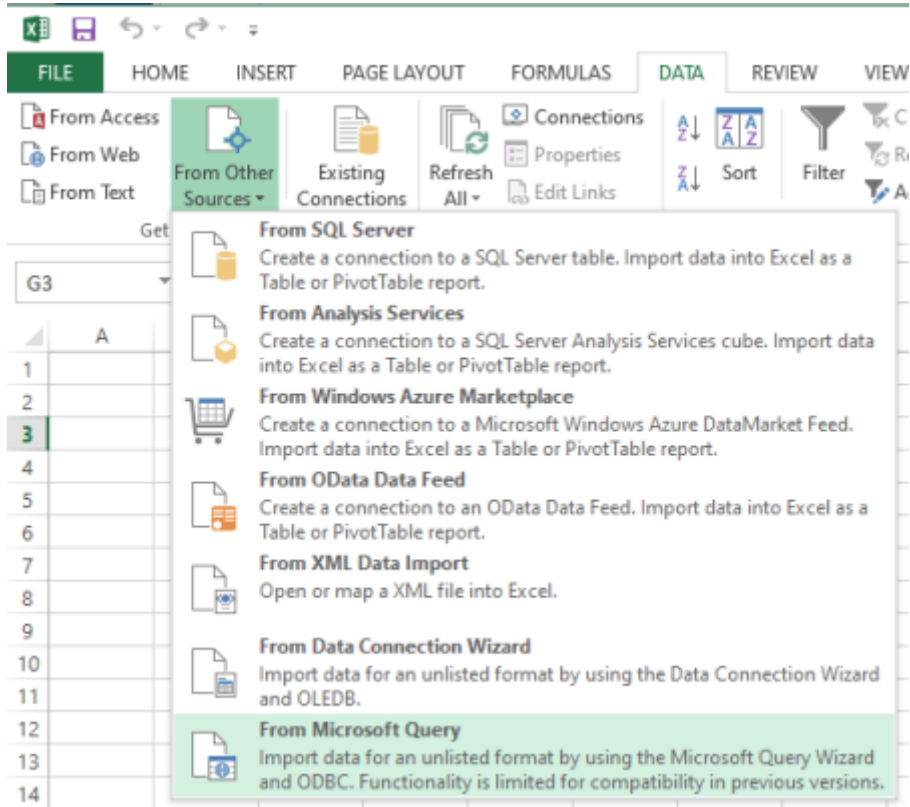 FILE HOME INSERT PAGE LAYOUT FORMULAS DATA REVIEW VIEW
From Access
From Web
From Text
From Other
Sources
Existing
Connections
Refresh
All
Connections
Properties
Edit Links
A
Z
Z
A
Z A
A Z
Sort
Filter
C
Re
A
Get
G3
A
1
2
3
4
5
6
7
8
9
10
11
12
13
14
From SQL Server
Create a connection to a SQL Server table. Import data into Excel as a
Table or PivotTable report.
From Analysis Services
Create a connection to a SQL Server Analysis Services cube. Import data
into Excel as a Table or PivotTable report.
From Windows Azure Marketplace
Create a connection to a Microsoft Windows Azure DataMarket Feed.
Import data into Excel as a Table or PivotTable report.
From OData Data Feed
Create a connection to an OData Data Feed. Import data into Excel as a
Table or PivotTable report.
From XML Data Import
Open or map a XML file into Excel.
From Data Connection Wizard
Import data for an unlisted format by using the Data Connection Wizard
and OLEDB.
From Microsoft Query
Import data for an unlisted format by using the Microsoft Query Wizard
and ODBC. Functionality is limited for compatibility in previous versions.